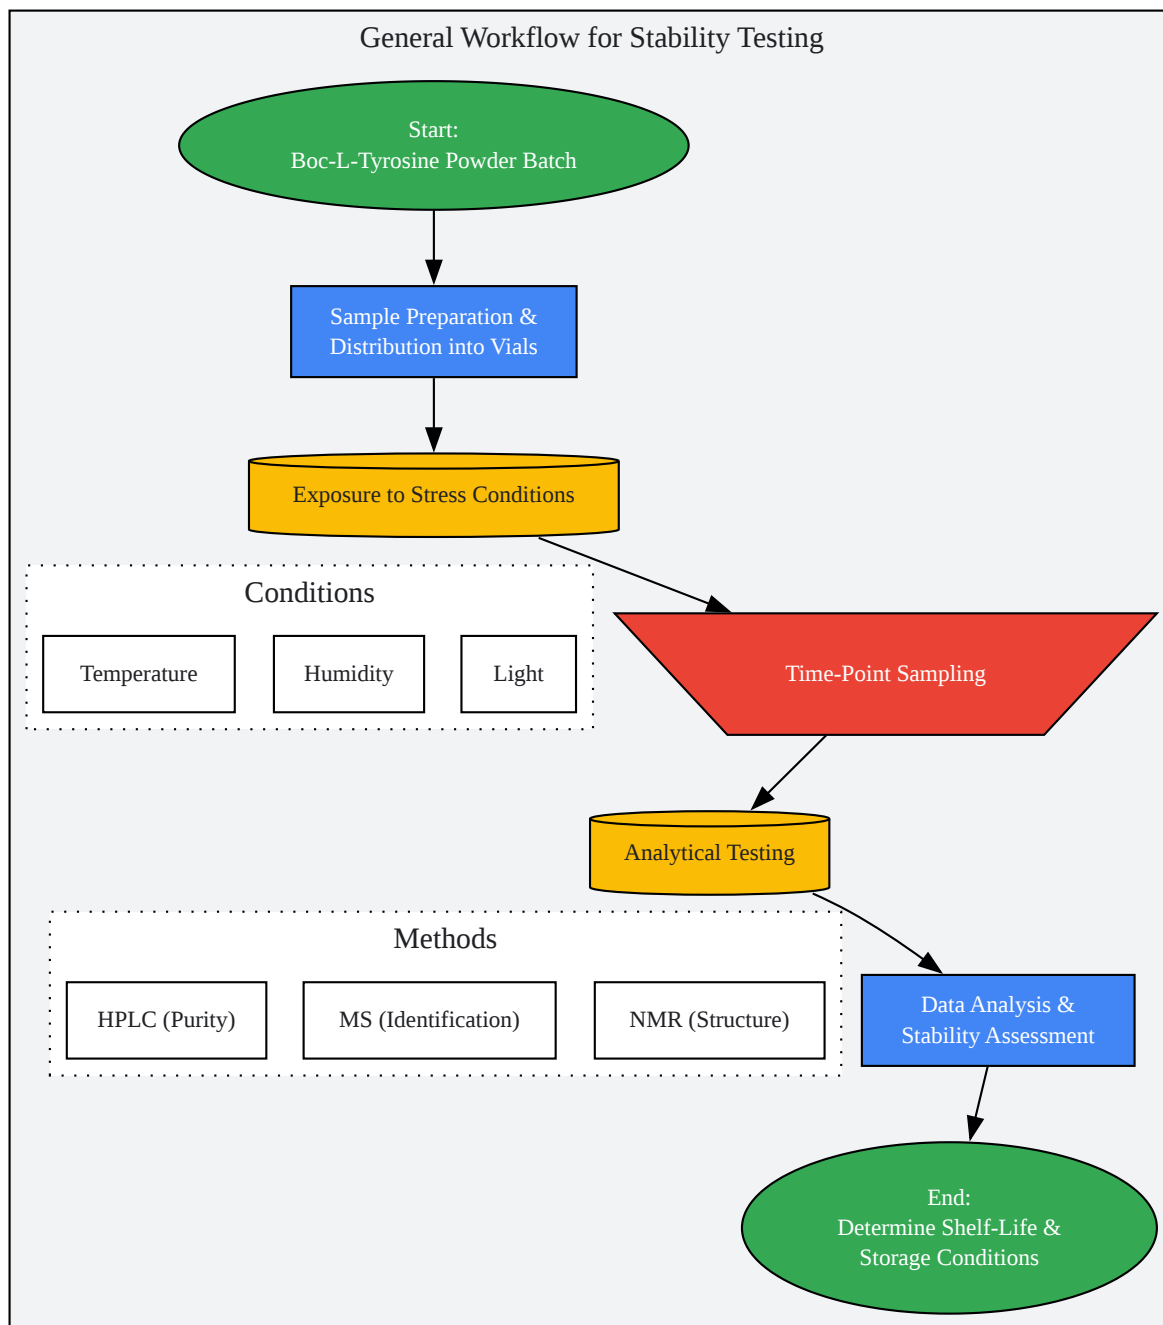 General Workflow for Stability Testing
Start:
Boc-L-Tyrosine Powder Batch
Sample Preparation &
Distribution into Vials
Exposure to Stress Conditions
Conditions
Temperature
Humidity
Light
Time-Point Sampling
Analytical Testing
Methods
HPLC (Purity)
MS (Identification)
NMR (Structure)
Data Analysis &
Stability Assessment
End:
Determine Shelf-Life &
Storage Conditions